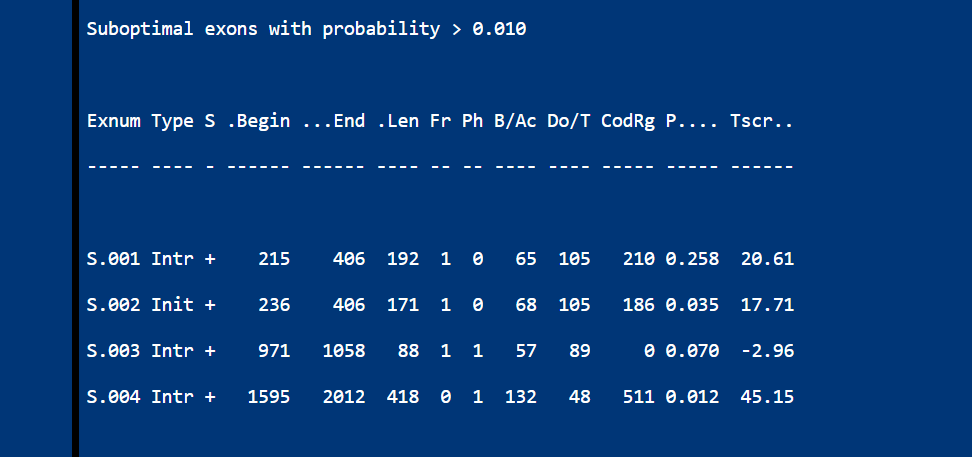 Suboptimal exons with probability > 0.010
Exnum Type S .Begin ...End .Len Fr Ph B/Ac Do/T CodRg P.... Tscr..
----- ---- - ------ ------ ---- -- -- ---- ---- ----- ----- ------
S.001 Intr +    215    406  192  1  0   65  105   210 0.258  20.61
S.002 Init +    236    406  171  1  0   68  105   186 0.035  17.71
S.003 Intr +    971   1058   88  1  1   57   89     0 0.070  -2.96
S.004 Intr +   1595   2012  418  0  1  132   48   511 0.012  45.15